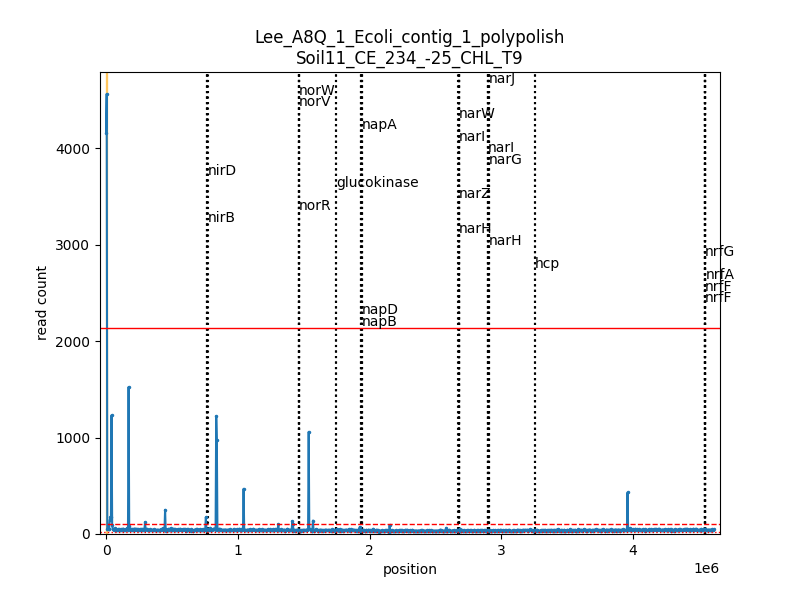 Lee_A8Q_1_Ecoli_contig_1_polypolish
Soil11_CE_234_-25_CHL_T9
narJ
norW
norV
narW
napA
narI
narI
narG
nirD
glucokinase
narZ
norR
nirB
narH
narH
nrfG
hcp
nrfA
nrfF
nrfF
napD
napB
read count
4000
3000
2000
1000
0
0 1 2 3 4
1e6
position